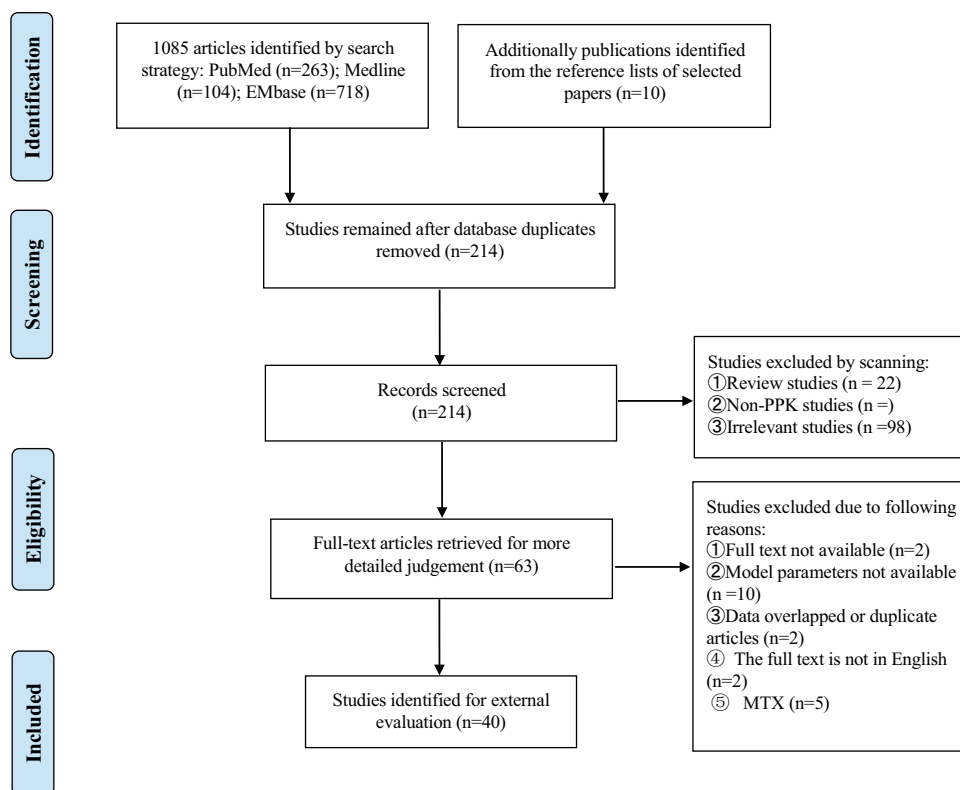 Identification
1085 articles identified by search
strategy: PubMed (n=263); Medline
(n=104); EMbase (n=718)
Additionally publications identified
from the reference lists of selected
papers (n=10)
Screening
Studies remained after database duplicates
removed (n=214)
Records screened
(n=214)
Studies excluded by scanning:
①Review studies (n = 22)
②Non-PPK studies (n =)
③Irrelevant studies (n =98)
Eligibility
Full-text articles retrieved for more
detailed judgement (n=63)
Studies excluded due to following
reasons:
①Full text not available (n=2)
②Model parameters not available
(n =10)
③Data overlapped or duplicate
articles (n=2)
④ The full text is not in English
(n=2)
⑤ MTX (n=5)
Included
Studies identified for external
evaluation (n=40)